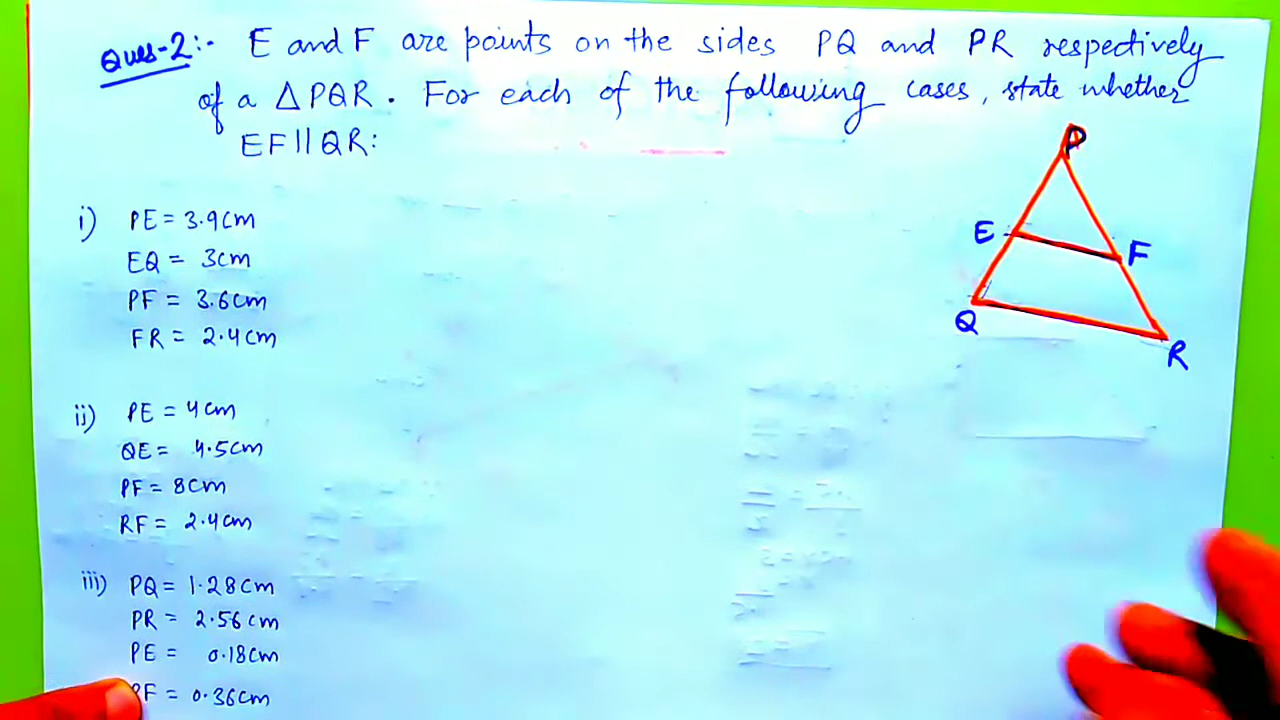 Ques-2:- E and F are points on the sides PQ and PR respectively
of a △PQR. For each of the following cases, state whether
EF||QR:
P
E
F
Q
R
i) PE = 3.9cm
EQ = 3cm
PF = 3.6cm
FR = 2.4cm
ii) PE = 4cm
QE = 4.5cm
PF = 8cm
RF = 2.4cm
iii) PQ = 1.28cm
PR = 2.56cm
PE = 0.18cm
PF = 0.36cm